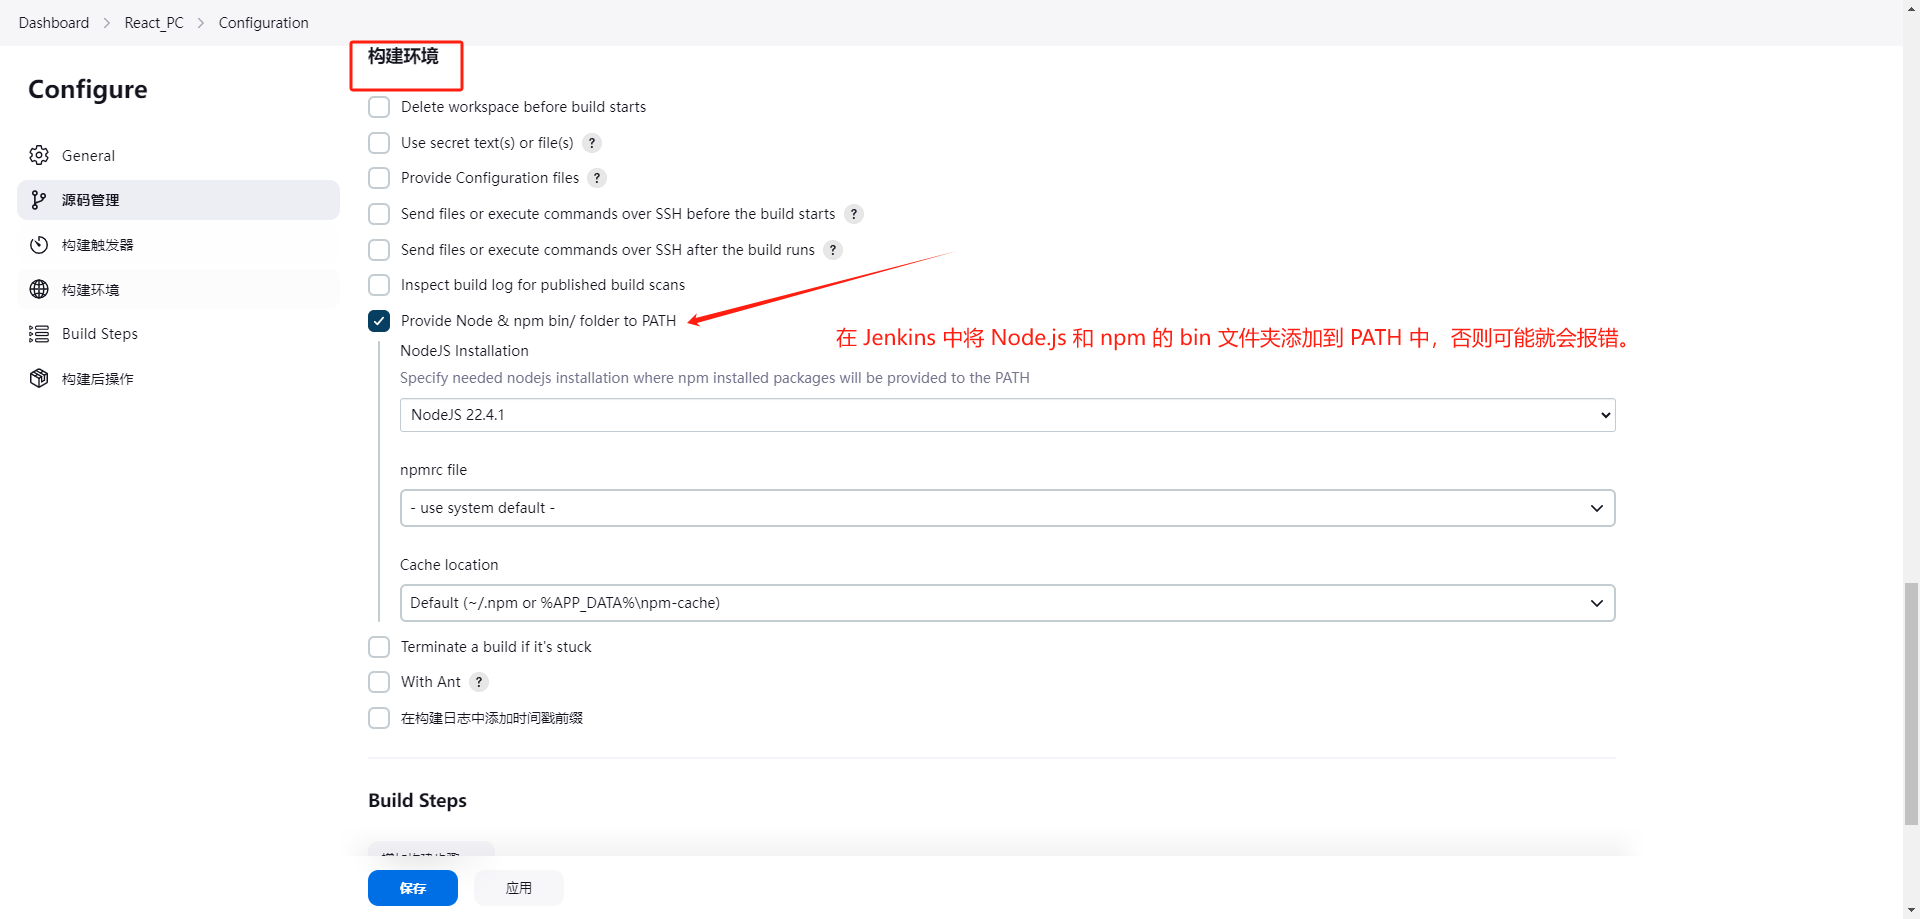 Dashboard > React_PC > Configuration
Configure
General
源码管理
构建触发器
构建环境
Build Steps
构建后操作
构建环境
Delete workspace before build starts
Use secret text(s) or file(s) ?
Provide Configuration files ?
Send files or execute commands over SSH before the build starts ?
Send files or execute commands over SSH after the build runs ?
Inspect build log for published build scans
Provide Node & npm bin/ folder to PATH
在 Jenkins 中将 Node.js 和 npm 的 bin 文件夹添加到 PATH 中，否则可能就会报错。
NodeJS Installation
Specify needed nodejs installation where npm installed packages will be provided to the PATH
NodeJS 22.4.1
npmrc file
- use system default -
Cache location
Default (~/.npm or %APP_DATA%\npm-cache)
Terminate a build if it's stuck
With Ant ?
在构建日志中添加时间戳前缀
Build Steps
保存
应用